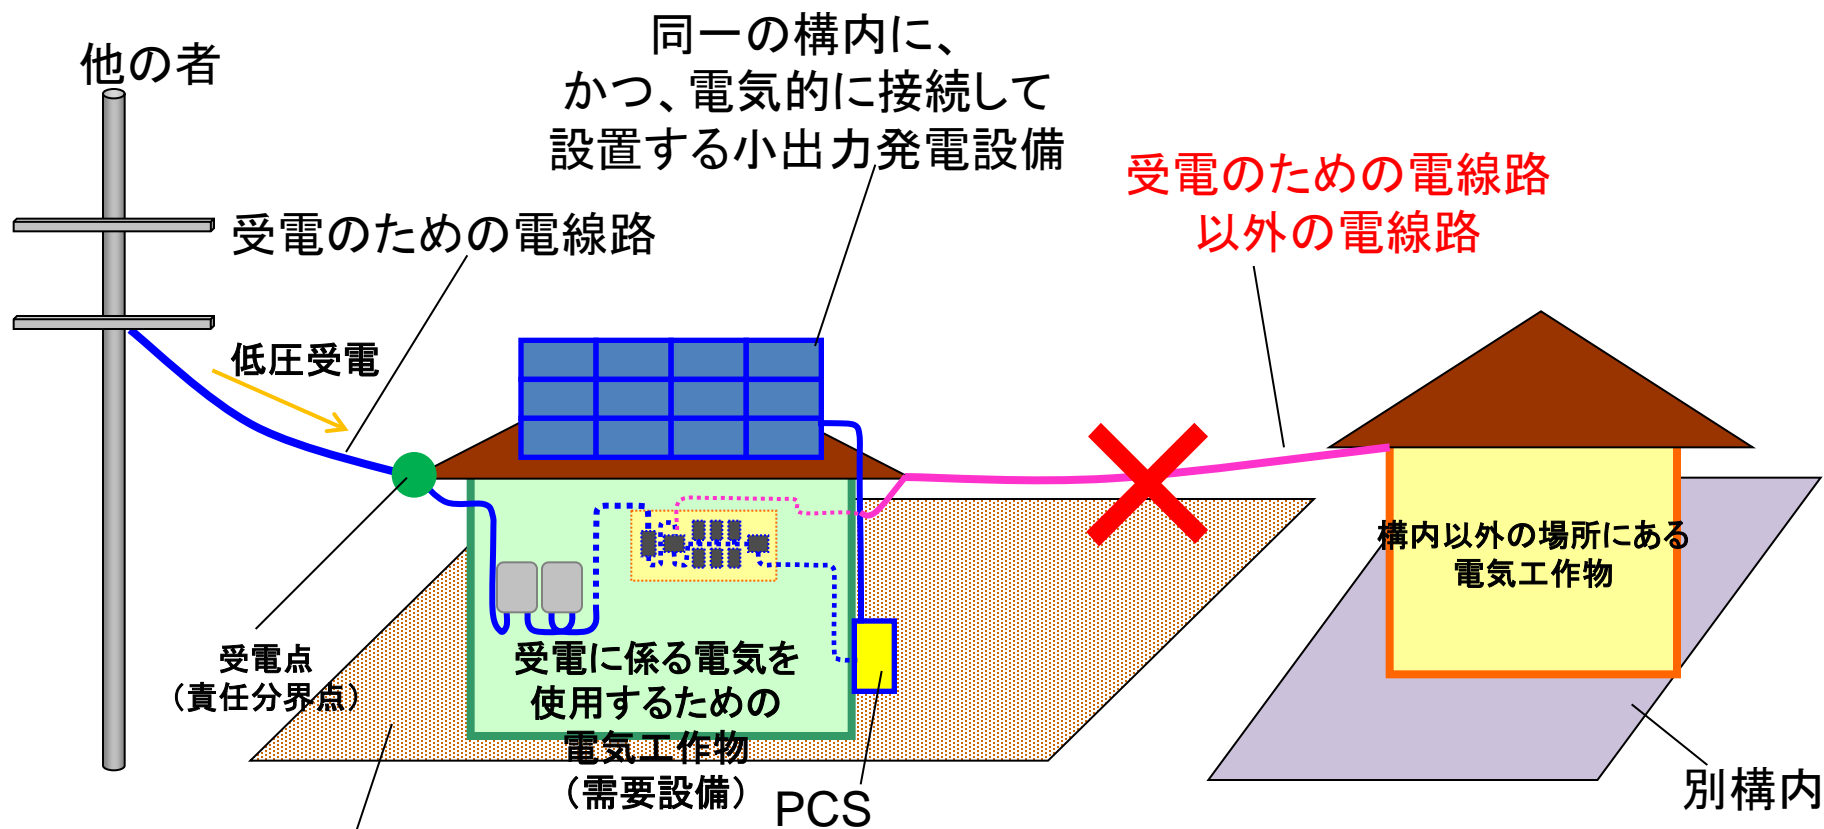 他の者
同一の構内に、
かつ、電気的に接続して
設置する小出力発電設備
受電のための電線路
以外の電線路
受電のための電線路
低圧受電
構内以外の場所にある
電気工作物
受電点
（責任分界点）
受電に係る電気を
使用するための
電気工作物
（需要設備）
PCS
別構内